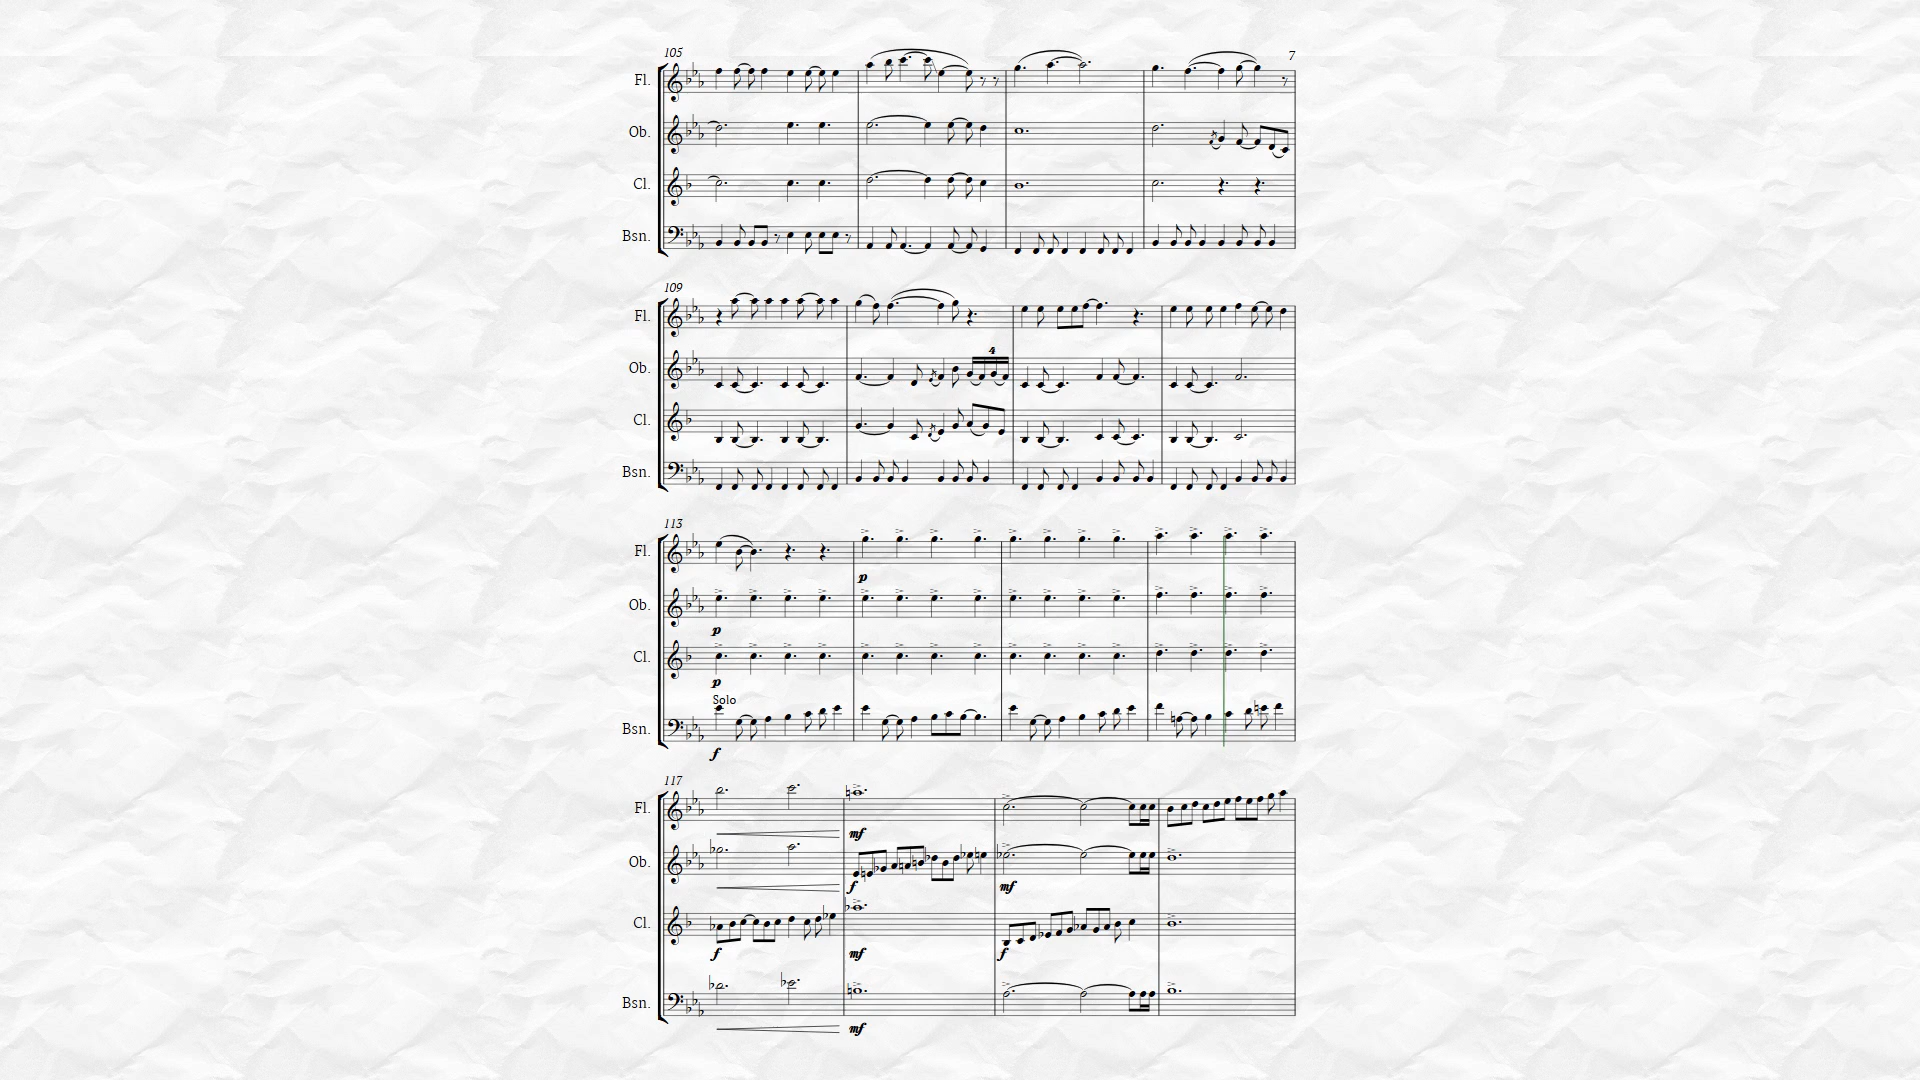 105
7
Fl.
Ob.
Cl.
Bsn.
109
Fl.
4
Ob.
Cl.
Bsn.
113
Fl.
p
Ob.
p
Cl.
p
Solo
Bsn.
f
117
Fl.
mf
Ob.
f mf
Cl.
f mf f
Bsn.
mf